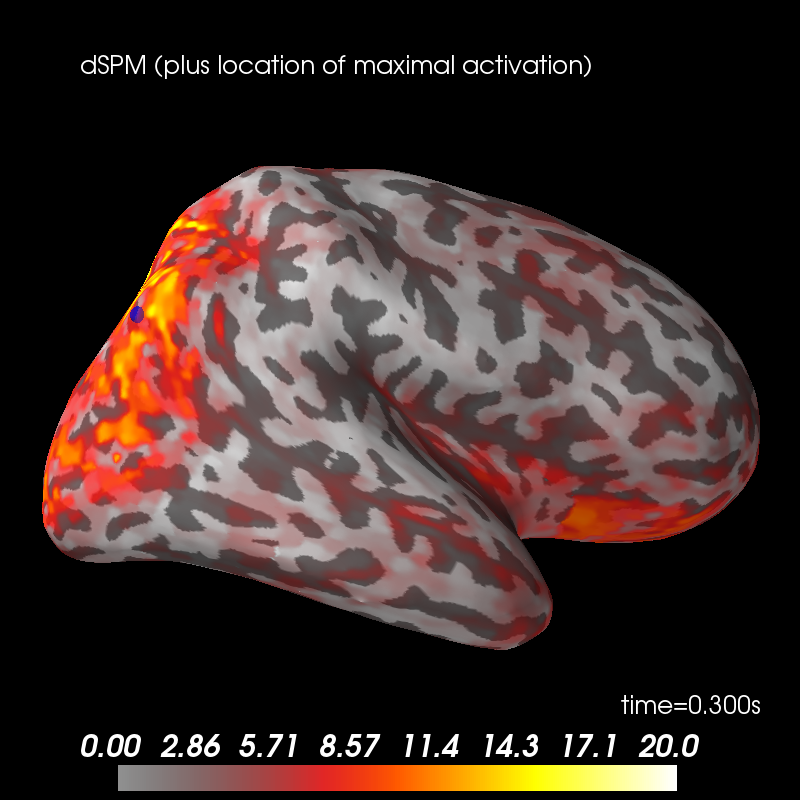 dSPM (plus location of maximal activation)
time=0.300s
0.00 2.86 5.71 8.57 11.4 14.3 17.1 20.0